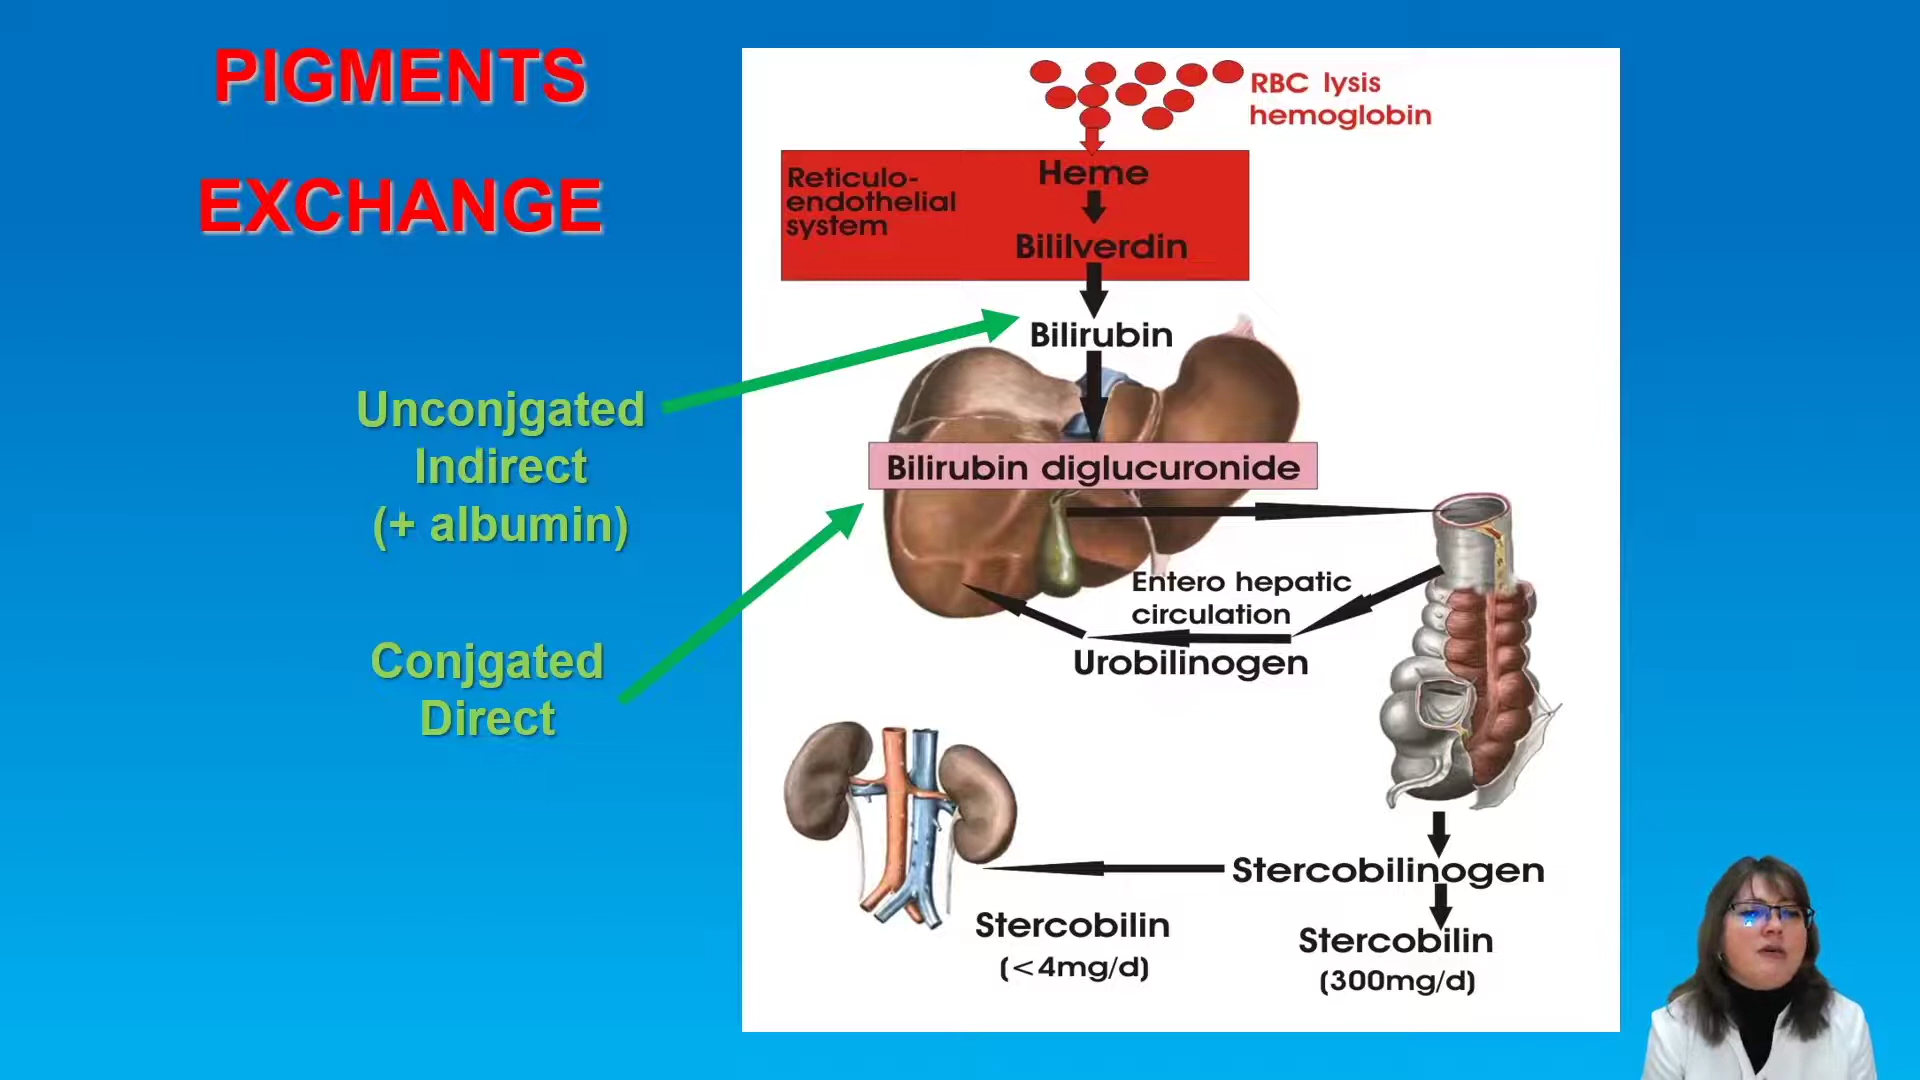 PIGMENTS
EXCHANGE
Unconjgated
Indirect
(+ albumin)
Conjgated
Direct
RBC lysis
hemoglobin
Reticulo-
endothelial
system
Heme
Bililverdin
Bilirubin
Bilirubin diglucuronide
Entero hepatic
circulation
Urobilinogen
Stercobilinogen
Stercobilin
(<4mg/d)
Stercobilin
(300mg/d)